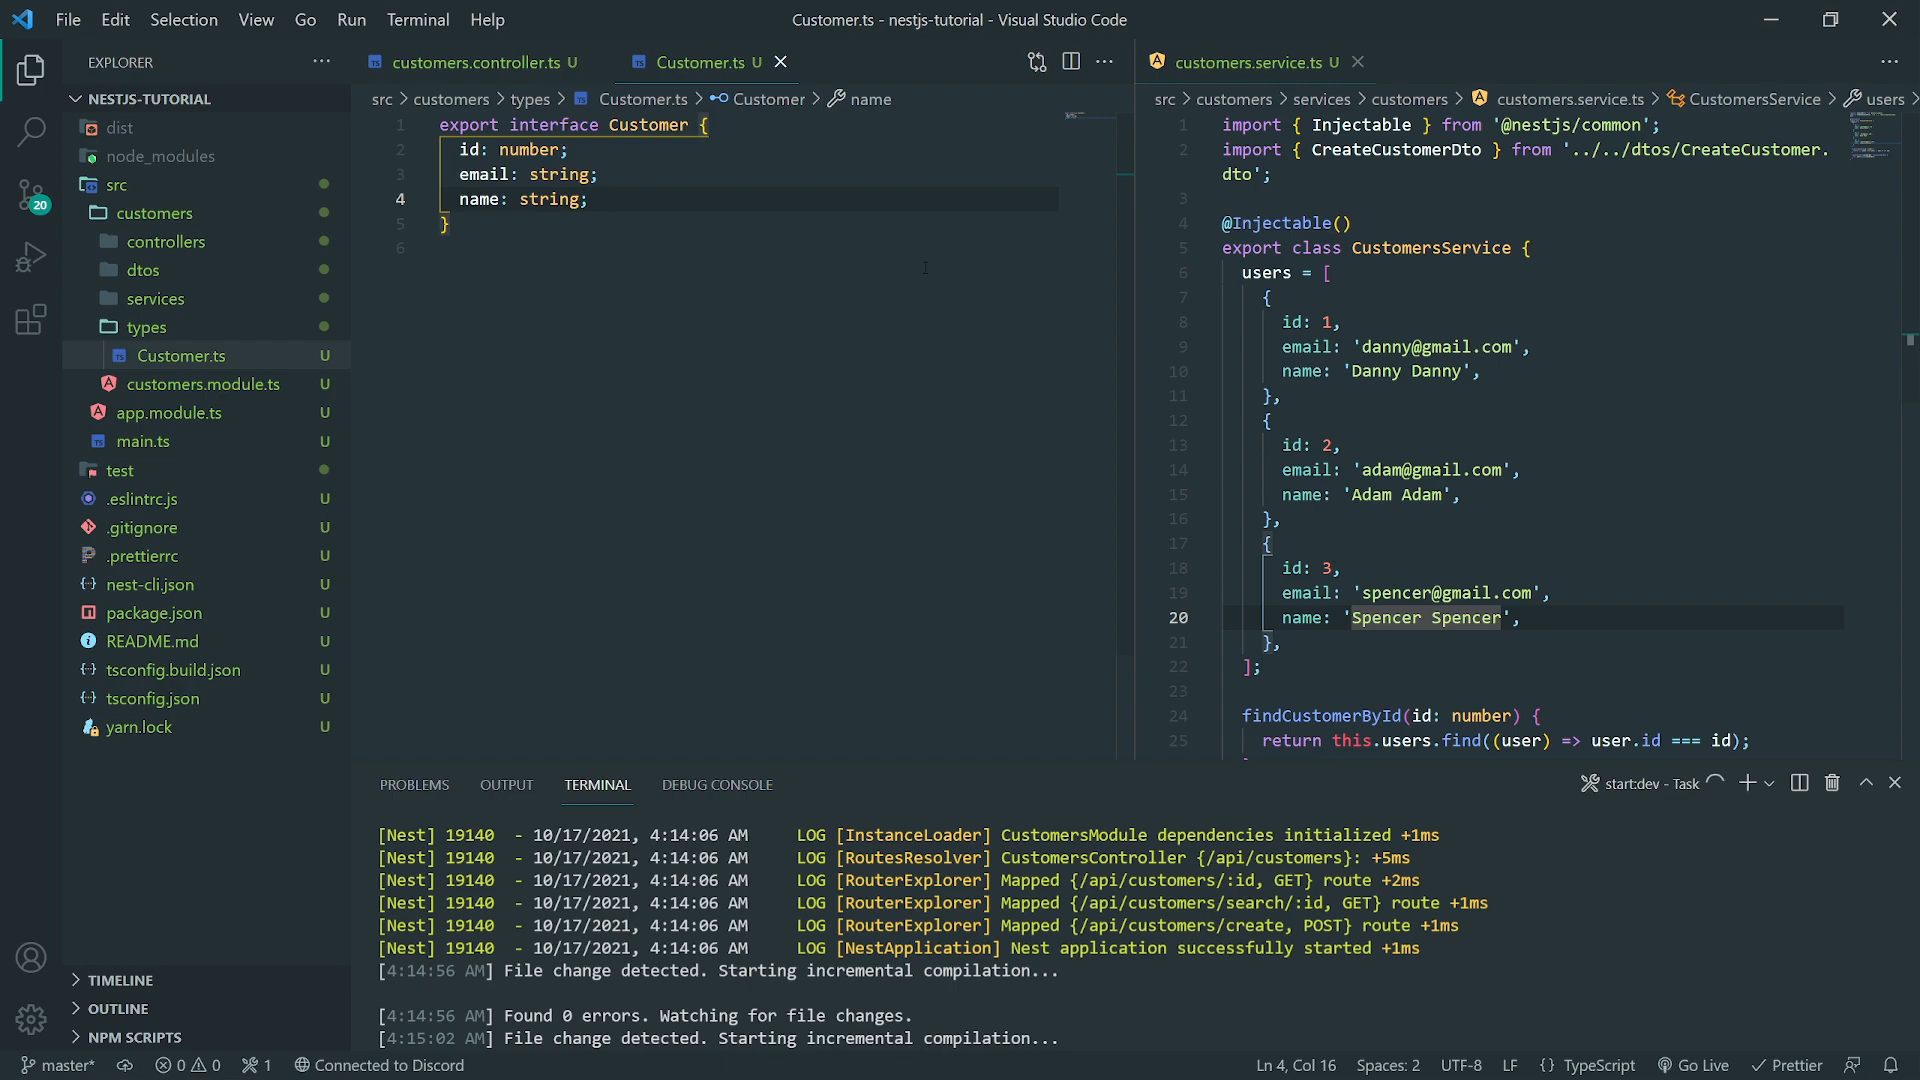 File Edit Selection View Go Run Terminal Help
Customer.ts - nestjs-tutorial - Visual Studio Code
EXPLORER
NESTJS-TUTORIAL
dist
node_modules
src
customers
controllers
dtos
services
types
Customer.ts U
customers.module.ts U
app.module.ts U
main.ts U
test
.eslintrc.js U
.gitignore U
.prettierrc U
nest-cli.json U
package.json U
README.md U
tsconfig.build.json U
tsconfig.json U
yarn.lock U
TIMELINE
OUTLINE
NPM SCRIPTS
20
customers.controller.ts U
Customer.ts U
src > customers > types > Customer.ts > Customer > name
1 export interface Customer {
2 id: number;
3 email: string;
4 name: string;
5 }
6
customers.service.ts U
src > customers > services > customers > customers.service.ts > CustomersService > users >
1 import { Injectable } from '@nestjs/common';
2 import { CreateCustomerDto } from '../../dtos/CreateCustomer.
dto';
3
4 @Injectable()
5 export class CustomersService {
6 users = [
7 {
8 id: 1,
9 email: 'danny@gmail.com',
10 name: 'Danny Danny',
11 },
12 {
13 id: 2,
14 email: 'adam@gmail.com',
15 name: 'Adam Adam',
16 },
17 {
18 id: 3,
19 email: 'spencer@gmail.com',
20 name: 'Spencer Spencer',
21 },
22 ];
23
24 findCustomerById(id: number) {
25 return this.users.find((user) => user.id === id);
PROBLEMS OUTPUT TERMINAL DEBUG CONSOLE
start:dev - Task
[Nest] 19140 - 10/17/2021, 4:14:06 AM LOG [InstanceLoader] CustomersModule dependencies initialized +1ms
[Nest] 19140 - 10/17/2021, 4:14:06 AM LOG [RoutesResolver] CustomersController {/api/customers}: +5ms
[Nest] 19140 - 10/17/2021, 4:14:06 AM LOG [RouterExplorer] Mapped {/api/customers/:id, GET} route +2ms
[Nest] 19140 - 10/17/2021, 4:14:06 AM LOG [RouterExplorer] Mapped {/api/customers/search/:id, GET} route +1ms
[Nest] 19140 - 10/17/2021, 4:14:06 AM LOG [RouterExplorer] Mapped {/api/customers/create, POST} route +1ms
[Nest] 19140 - 10/17/2021, 4:14:06 AM LOG [NestApplication] Nest application successfully started +1ms
[4:14:56 AM] File change detected. Starting incremental compilation...
[4:14:56 AM] Found 0 errors. Watching for file changes.
[4:15:02 AM] File change detected. Starting incremental compilation...
master* 0 0 1 Connected to Discord
Ln 4, Col 16 Spaces: 2 UTF-8 LF {} TypeScript Go Live Prettier